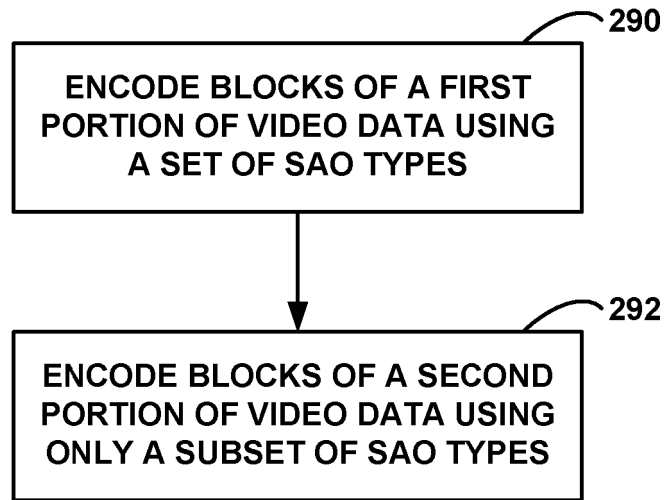 290
ENCODE BLOCKS OF A FIRST
PORTION OF VIDEO DATA USING
A SET OF SAO TYPES
292
ENCODE BLOCKS OF A SECOND
PORTION OF VIDEO DATA USING
ONLY A SUBSET OF SAO TYPES